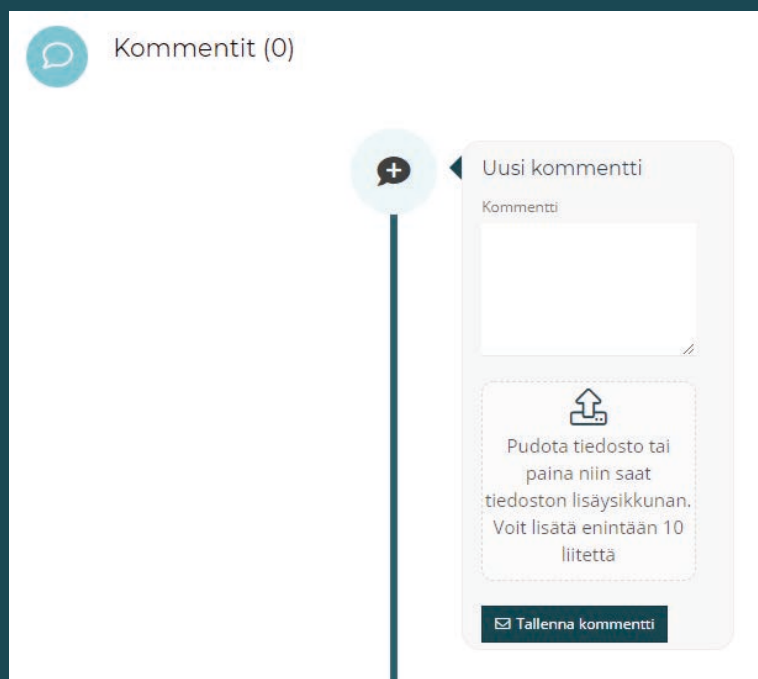 Kommentit (0)
Uusi kommentti
Kommentti
Pudota tiedosto tai
paina niin saat
tiedoston lisäysikkunan.
Voit lisätä enintään 10
liitettä
Tallenna kommentti